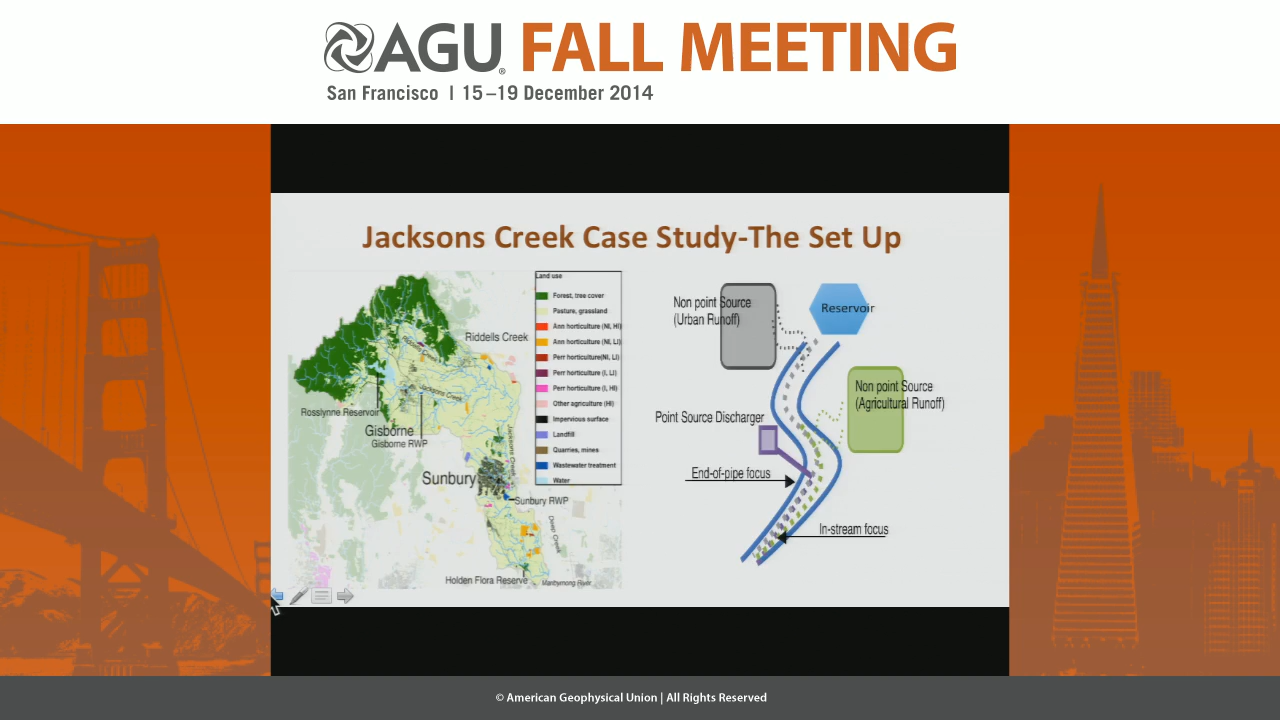 AGU FALL MEETING
San Francisco | 15–19 December 2014
Jacksons Creek Case Study-The Set Up
Land use
Forest, tree cover
Pasture, grassland
Ann horticulture (NI, HI)
Ann horticulture (NI, LI)
Perr horticulture(NI, LI)
Perr horticulture (I, LI)
Perr horticulture (I, HI)
Other agriculture (HI)
Impervious surface
Landfill
Quarries, mines
Wastewater treatment
Water
Riddells Creek
Jacksons Creek
Rosslynne Reservoir
Gisborne
Gisborne RWP
Jacksons Creek
Sunbury
Sunbury RWP
Deep Creek
Holden Flora Reserve
Maribyrnong River
Non point Source
(Urban Runoff)
Reservoir
Non point Source
(Agricultural Runoff)
Point Source Discharger
End-of-pipe focus
In-stream focus
© American Geophysical Union | All Rights Reserved